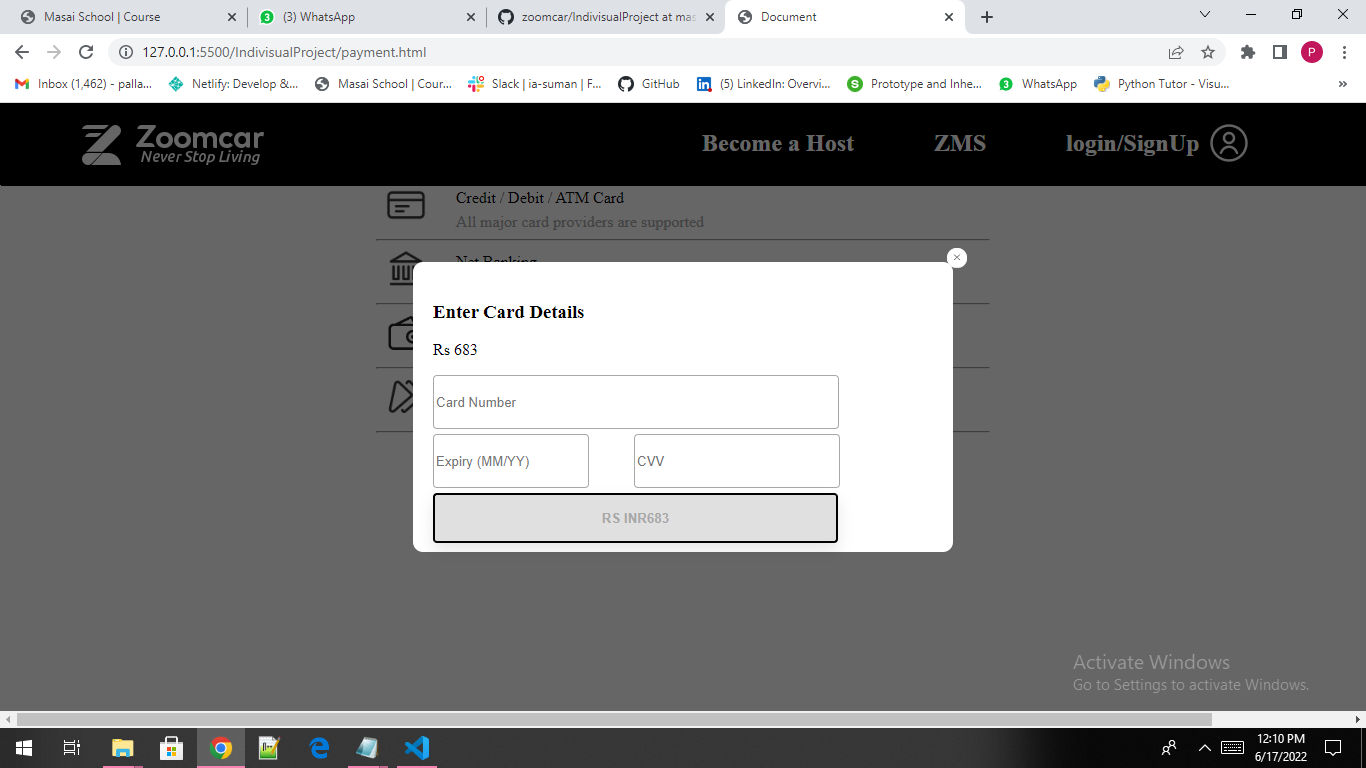 Masai School | Course
(3) WhatsApp
zoomcar/IndivisualProject at mas
Document
127.0.0.1:5500/IndivisualProject/payment.html
P
Inbox (1,462) - palla...
Netlify: Develop &...
Masai School | Cour...
Slack | ia-suman | F...
GitHub
(5) LinkedIn: Overvi...
Prototype and Inhe...
WhatsApp
Python Tutor - Visu...
Zoomcar
Never Stop Living
Become a Host
ZMS
login/SignUp
Credit / Debit / ATM Card
All major card providers are supported
Net Banking
Enter Card Details
Rs 683
Card Number
Expiry (MM/YY)
CVV
RS INR683
Activate Windows
Go to Settings to activate Windows.
12:10 PM
6/17/2022